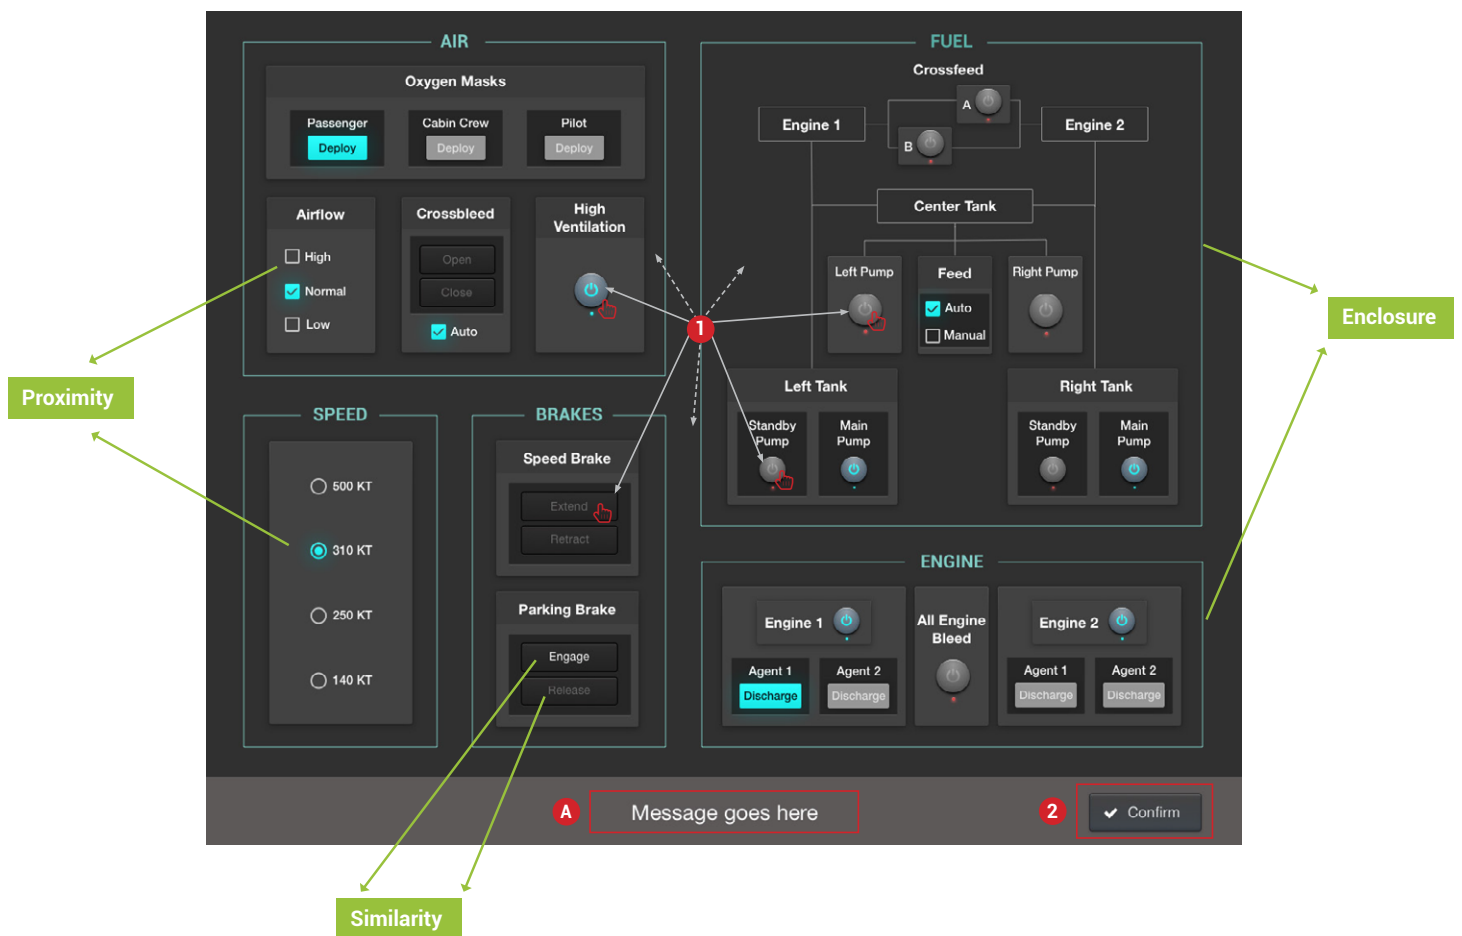 AIR
Oxygen Masks
Passenger
Deploy
Cabin Crew
Deploy
Pilot
Deploy
Airflow
High
Normal
Low
Crossbleed
Open
Close
Auto
High
Ventilation
FUEL
Crossfeed
A
B
Engine 1
Engine 2
Center Tank
Left Pump
Feed
Auto
Manual
Right Pump
Left Tank
Standby
Pump
Main
Pump
Right Tank
Standby
Pump
Main
Pump
1
Enclosure
Proximity
SPEED
500 KT
310 KT
250 KT
140 KT
BRAKES
Speed Brake
Extend
Retract
Parking Brake
Engage
Release
ENGINE
Engine 1
Agent 1
Discharge
Agent 2
Discharge
All Engine
Bleed
Engine 2
Agent 1
Discharge
Agent 2
Discharge
A
Message goes here
2
Confirm
Similarity